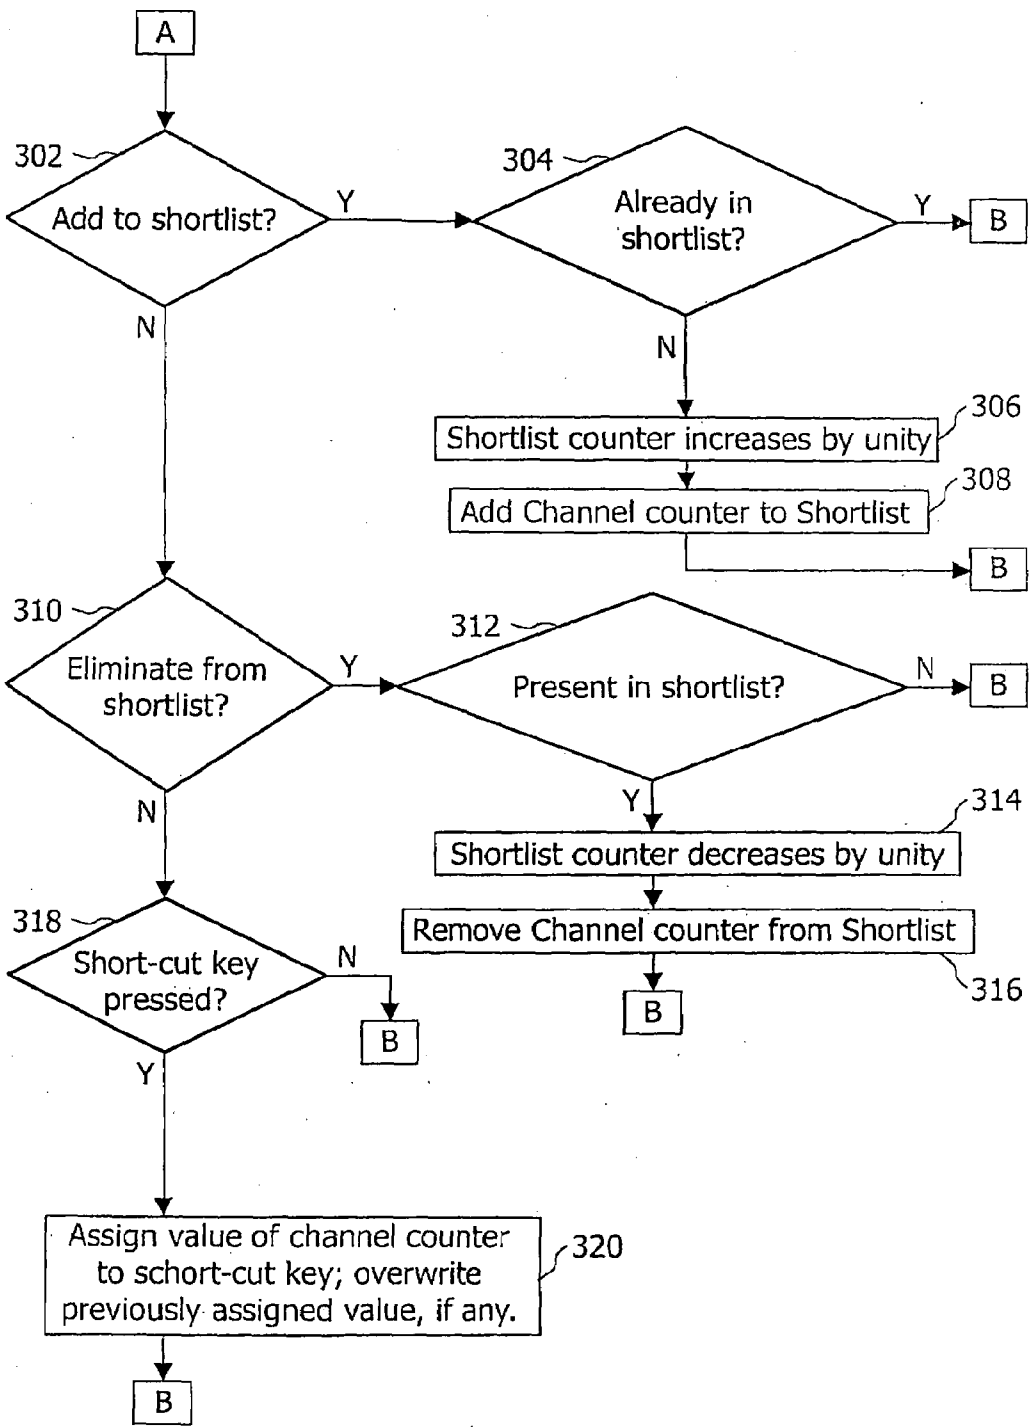 A
302
Add to shortlist?
Y
304
Already in
shortlist?
Y
B
N
N
306
Shortlist counter increases by unity
308
Add Channel counter to Shortlist
B
310
Eliminate from
shortlist?
Y
312
Present in shortlist?
N
B
N
Y
314
Shortlist counter decreases by unity
Remove Channel counter from Shortlist
316
B
318
Short-cut key
pressed?
N
B
Y
Assign value of channel counter
to schort-cut key; overwrite
previously assigned value, if any.
320
B